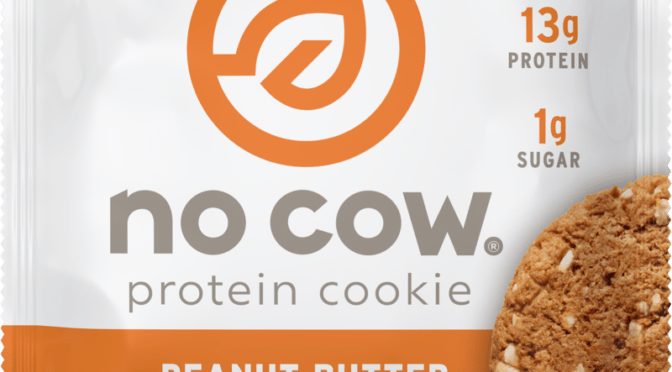 13g
PROTEIN
1g
SUGAR
no cow.®
protein cookie
PEANUT BUTTER